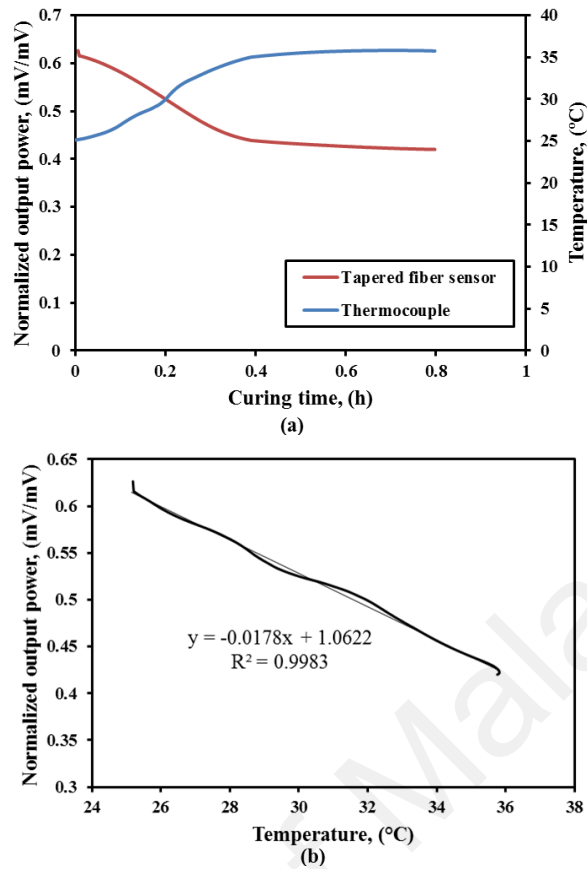 0.7
0.6
0.5
0.4
0.3
0.2
0.1
0
40
35
30
25
20
15
10
5
0
Normalized output power, (mV/mV)
Temperature, (°C)
Tapered fiber sensor
Thermocouple
0 0.2 0.4 0.6 0.8 1
Curing time, (h)
(a)
0.65
0.6
0.55
0.5
0.45
0.4
0.35
0.3
Normalized output power, (mV/mV)
y = -0.0178x + 1.0622
R² = 0.9983
24 26 28 30 32 34 36 38
Temperature, (°C)
(b)
f Mala